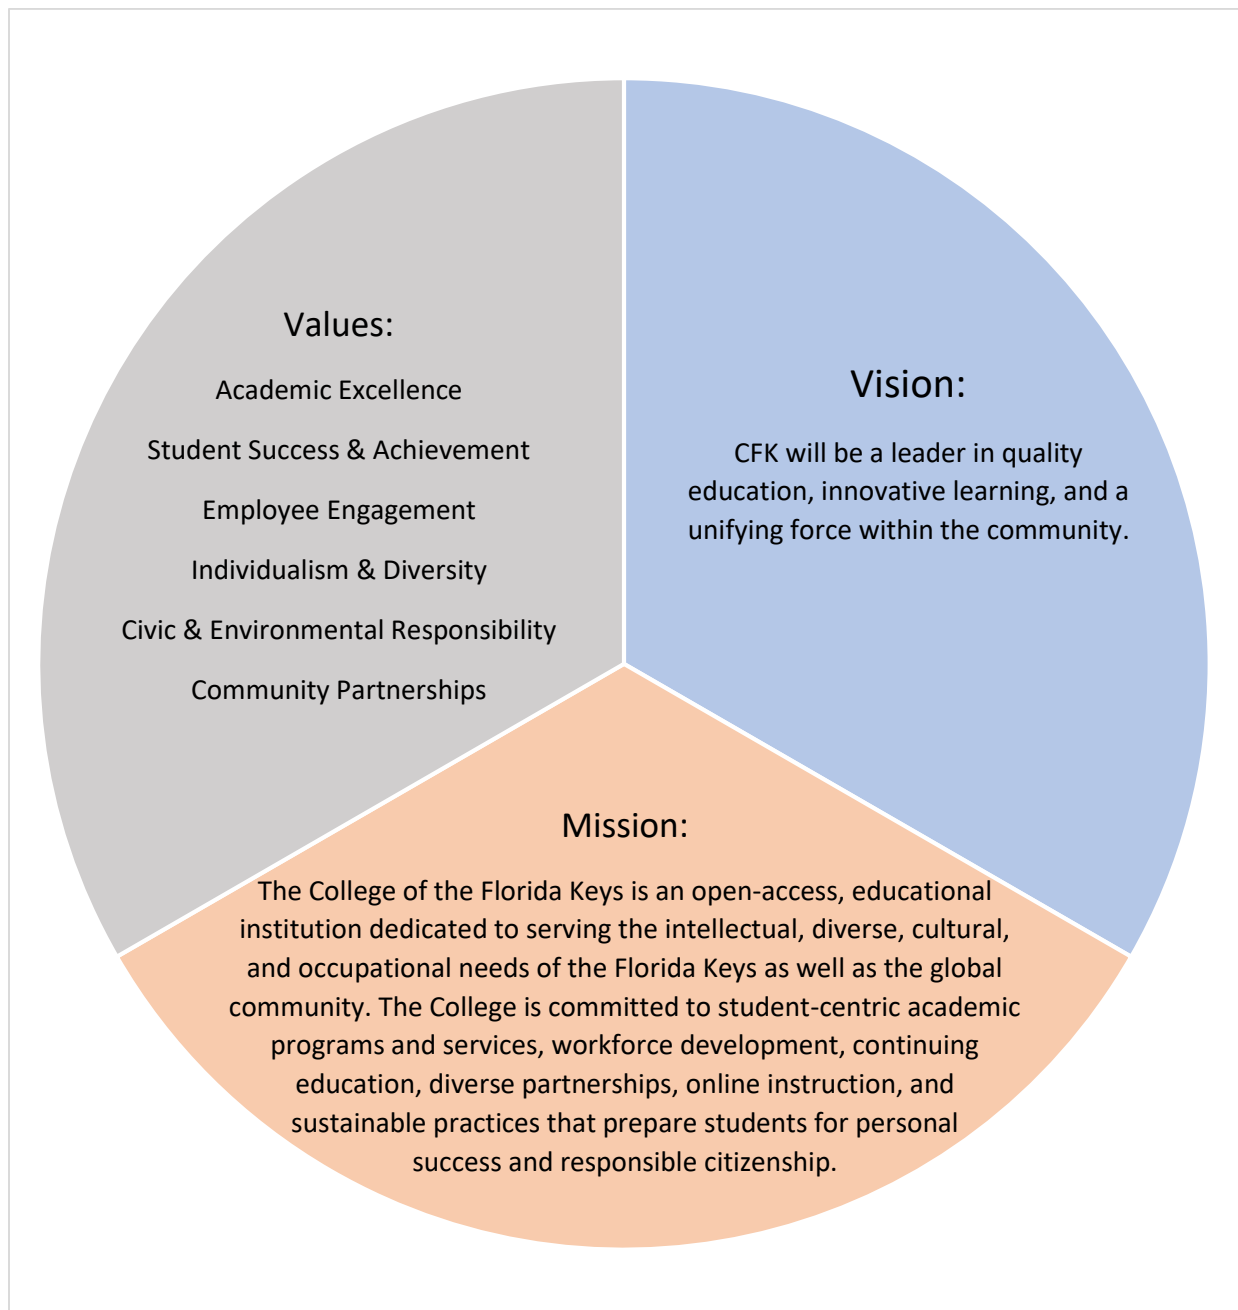 Values:
Academic Excellence
Student Success & Achievement
Employee Engagement
Individualism & Diversity
Civic & Environmental Responsibility
Community Partnerships
Vision:
CFK will be a leader in quality
education, innovative learning, and a
unifying force within the community.
Mission:
The College of the Florida Keys is an open-access, educational
institution dedicated to serving the intellectual, diverse, cultural,
and occupational needs of the Florida Keys as well as the global
community. The College is committed to student-centric academic
programs and services, workforce development, continuing
education, diverse partnerships, online instruction, and
sustainable practices that prepare students for personal
success and responsible citizenship.